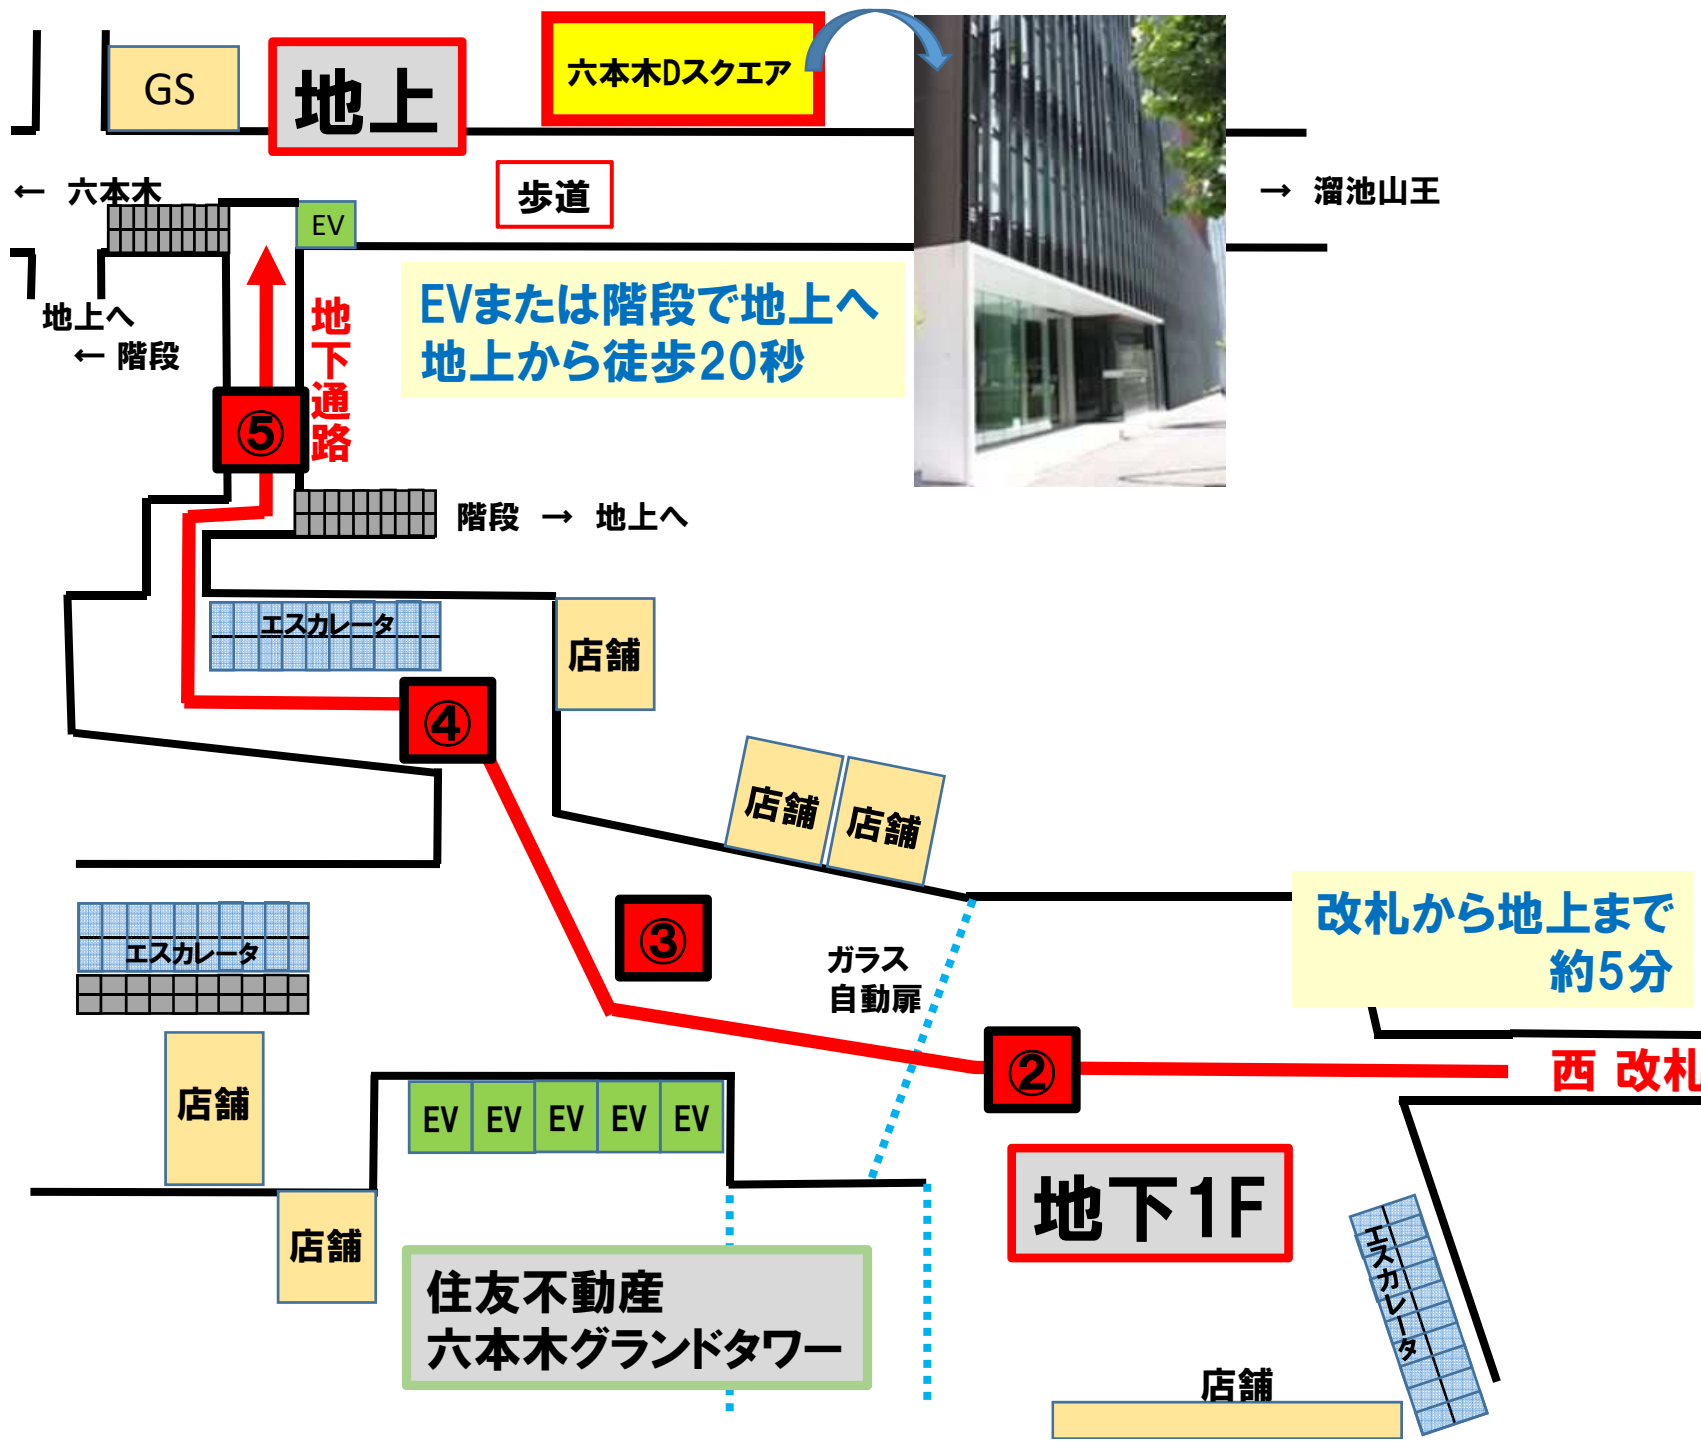 GS
地上
六本木Dスクエア
← 六本木
EV
歩道
→ 溜池山王
地上へ
← 階段
地下通路
EVまたは階段で地上へ
地上から徒歩20秒
⑤
階段 → 地上へ
エスカレータ
店舗
④
店舗
店舗
③
ガラス
自動扉
改札から地上まで
約5分
エスカレータ
②
西 改札
店舗
EV EV EV EV EV
地下1F
店舗
住友不動産
六本木グランドタワー
エスカレータ
店舗